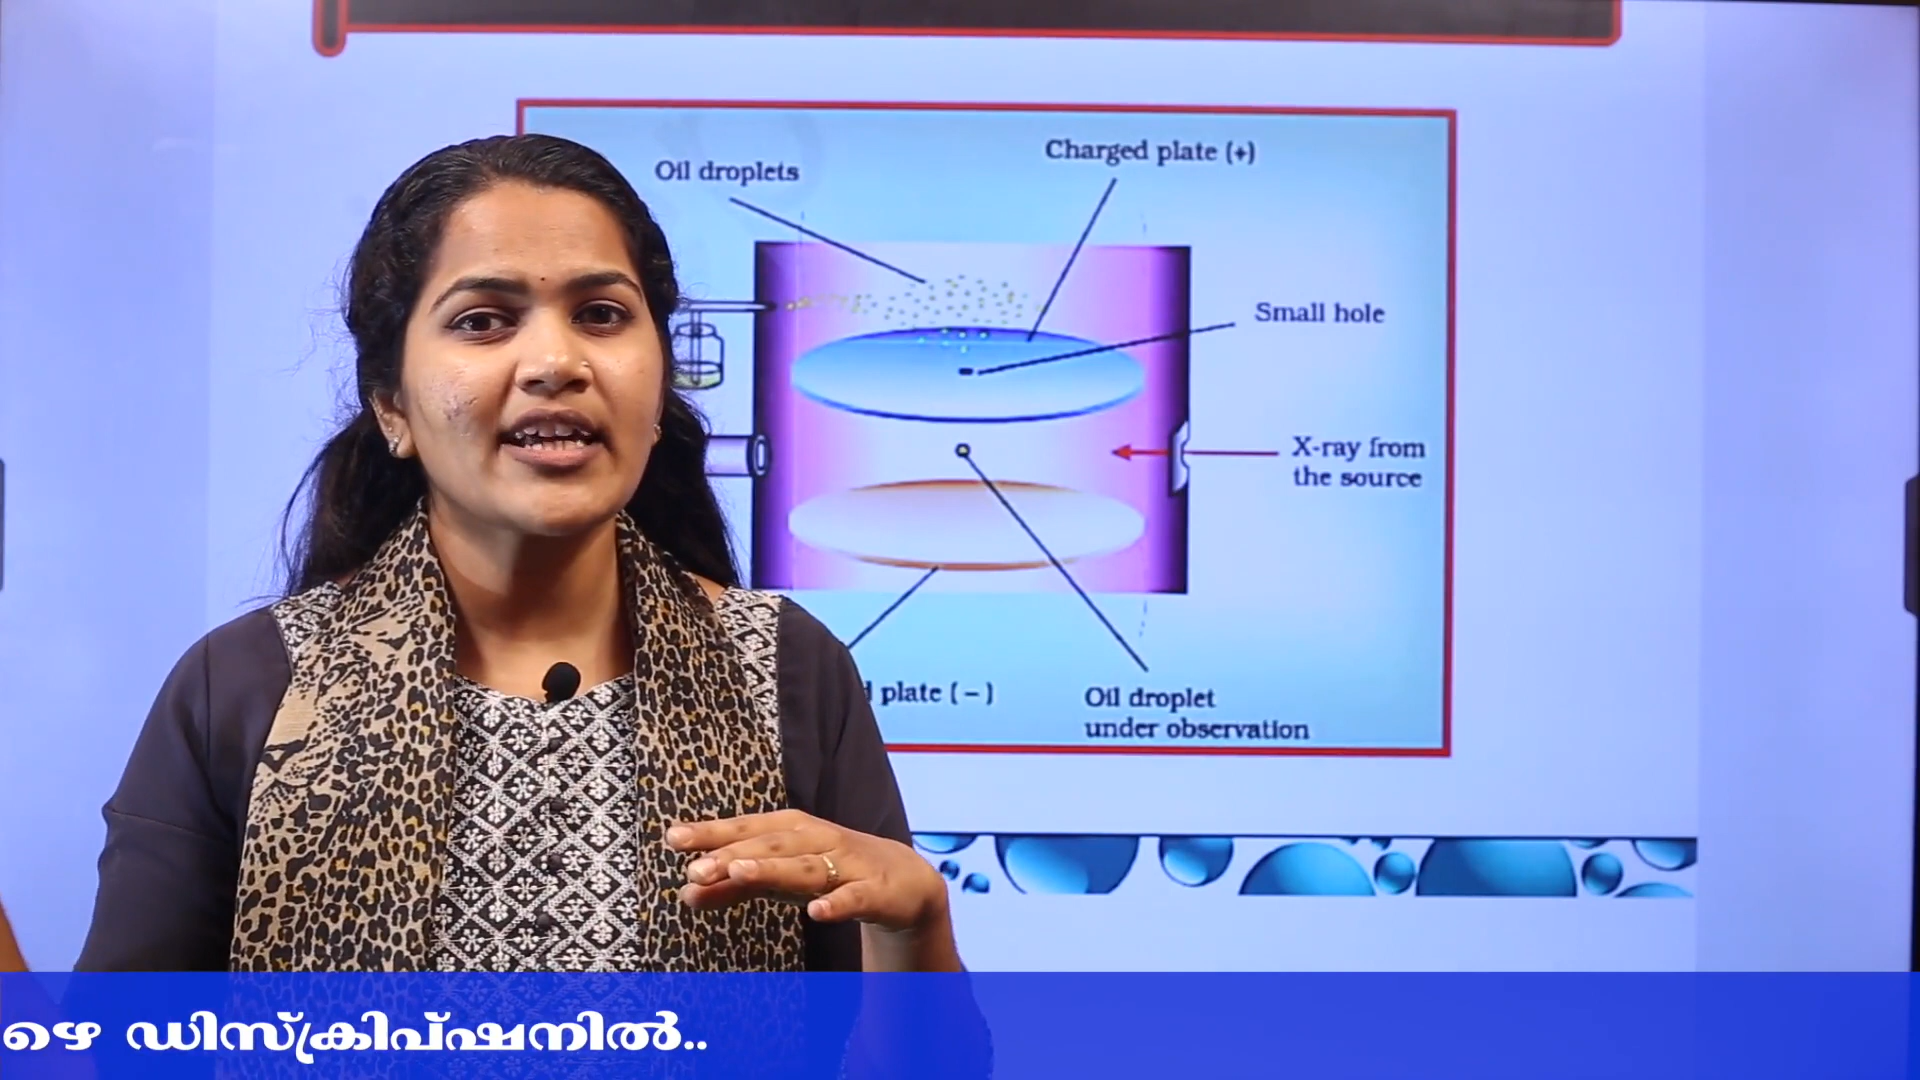 Oil droplets
Charged plate (+)
Small hole
X-ray from
the source
plate (−)
Oil droplet
under observation
ഡിസ്ക്രിപ്ഷനിൽ..